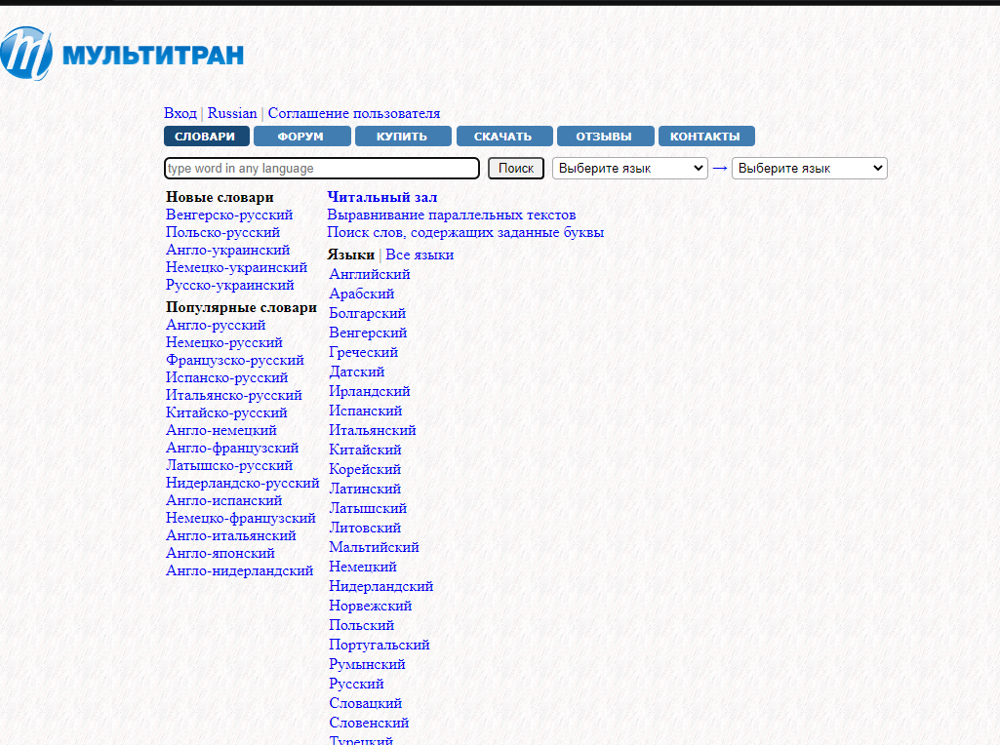 МУЛЬТИТРАН
Вход | Russian | Соглашение пользователя
СЛОВАРИ ФОРУМ КУПИТЬ СКАЧАТЬ ОТЗЫВЫ КОНТАКТЫ
type word in any language Поиск Выберите язык → Выберите язык
Новые словари
Венгерско-русский
Польско-русский
Англо-украинский
Немецко-украинский
Русско-украинский
Популярные словари
Англо-русский
Немецко-русский
Французско-русский
Испанско-русский
Итальянско-русский
Китайско-русский
Англо-немецкий
Англо-французский
Латышско-русский
Нидерландско-русский
Англо-испанский
Немецко-французский
Англо-итальянский
Англо-японский
Англо-нидерландский
Читальный зал
Выравнивание параллельных текстов
Поиск слов, содержащих заданные буквы
Языки | Все языки
Английский
Арабский
Болгарский
Венгерский
Греческий
Датский
Ирландский
Испанский
Итальянский
Китайский
Корейский
Латинский
Латышский
Литовский
Мальтийский
Немецкий
Нидерландский
Норвежский
Польский
Португальский
Румынский
Русский
Словацкий
Словенский
Турецкий